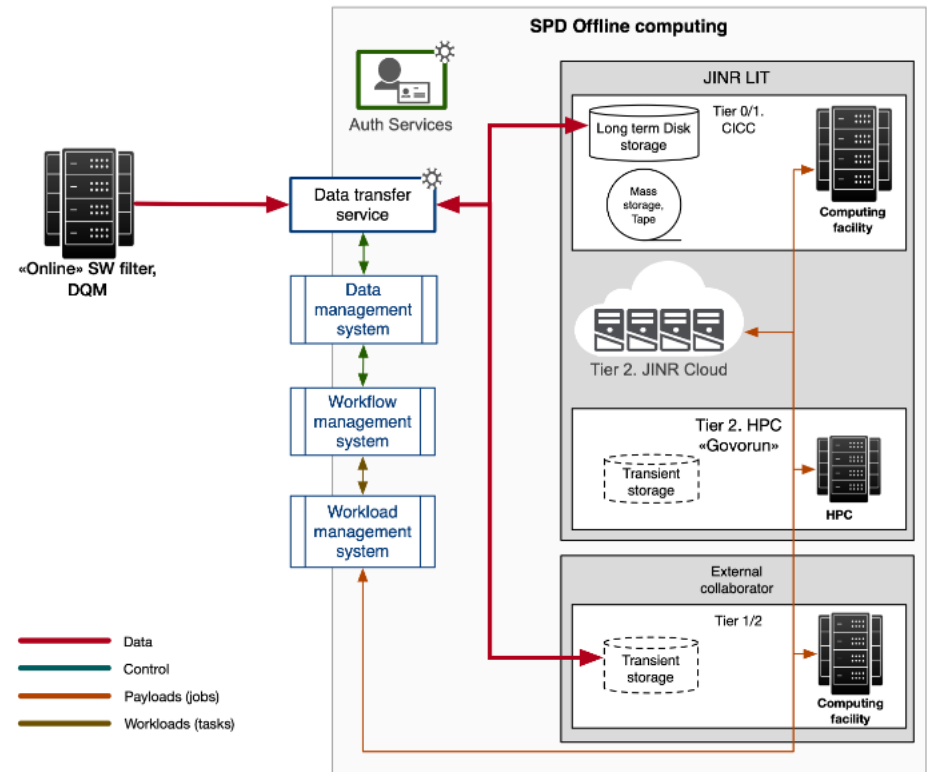 SPD Offline computing
Auth Services
«Online» SW filter,
DQM
Data transfer
service
Data
management
system
Workflow
management
system
Workload
management
system
JINR LIT
Tier 0/1.
CICC
Long term Disk
storage
Mass
storage,
Tape
Computing
facility
Tier 2. JINR Cloud
Tier 2. HPC
«Govorun»
Transient
storage
HPC
External
collaborator
Tier 1/2
Transient
storage
Computing
facility
Data
Control
Payloads (jobs)
Workloads (tasks)